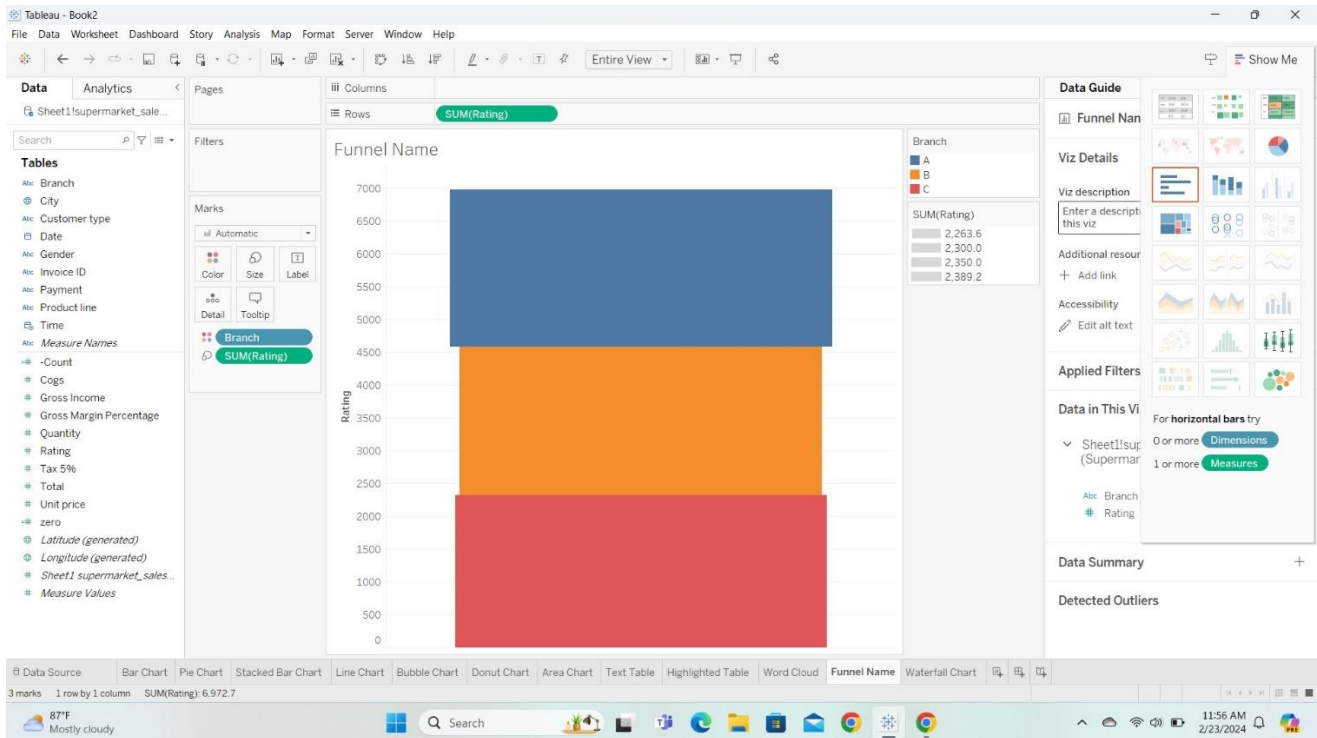 Tableau - Book2
File Data Worksheet Dashboard Story Analysis Map Format Server Window Help
Entire View
Show Me
Data Analytics
Sheet1!supermarket_sale...
Search
Tables
Abc Branch
City
Abc Customer type
Date
Abc Gender
Abc Invoice ID
Abc Payment
Abc Product line
Time
Abc Measure Names
-Count
# Cogs
# Gross Income
# Gross Margin Percentage
# Quantity
# Rating
# Tax 5%
# Total
# Unit price
zero
Latitude (generated)
Longitude (generated)
# Sheet1 supermarket_sales...
# Measure Values
Pages
Filters
Marks
Automatic
Color Size Label
Detail Tooltip
Branch
SUM(Rating)
Columns
Rows SUM(Rating)
Funnel Name
7000
6500
6000
5500
5000
4500
4000
3500
3000
2500
2000
1500
1000
500
0
Rating
Branch
A
B
C
SUM(Rating)
2,263.6
2,300.0
2,350.0
2,389.2
Data Guide
Funnel Nan
Viz Details
Viz description
Enter a descripti
this viz
Additional resour
+ Add link
Accessibility
Edit alt text
Applied Filters
Data in This Vi
Sheet1!sup
(Supermar
Abc Branch
# Rating
Data Summary +
Detected Outliers
For horizontal bars try
0 or more Dimensions
1 or more Measures
Data Source Bar Chart Pie Chart Stacked Bar Chart Line Chart Bubble Chart Donut Chart Area Chart Text Table Highlighted Table Word Cloud Funnel Name Waterfall Chart
3 marks 1 row by 1 column SUM(Rating): 6,972.7
87°F
Mostly cloudy
Search
11:56 AM
2/23/2024
PRE